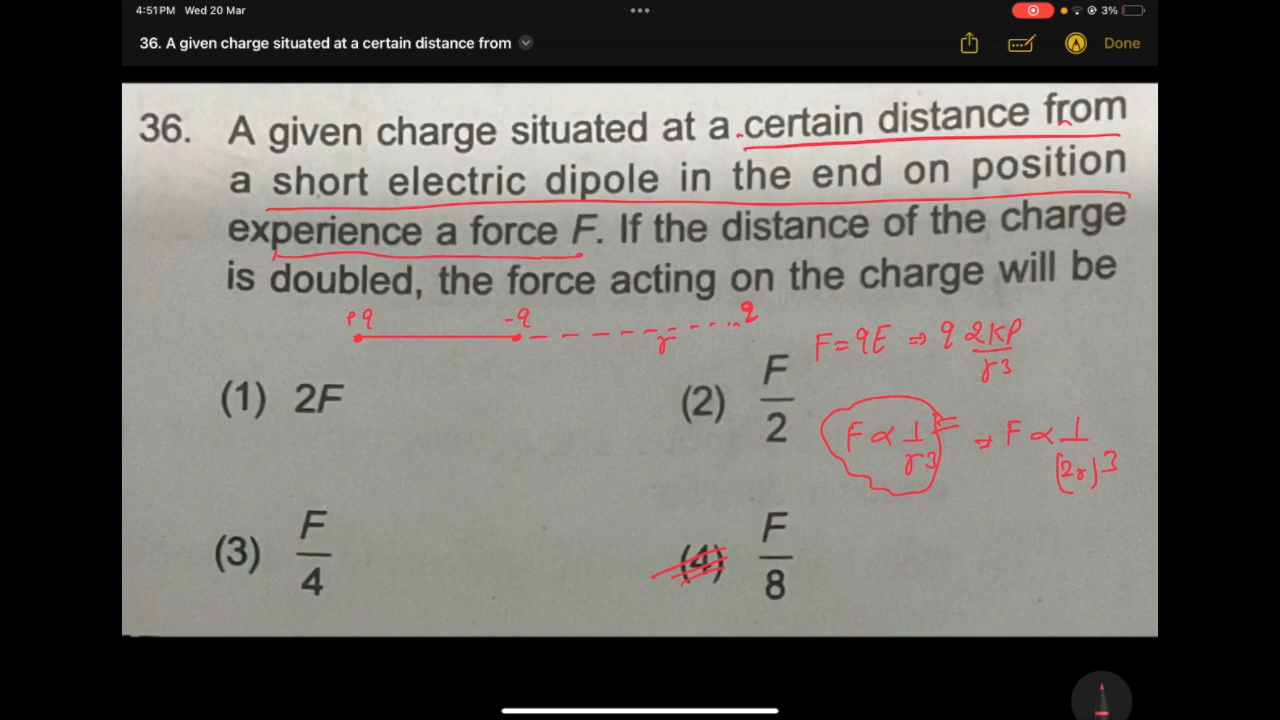 4:51PM Wed 20 Mar
3%
36. A given charge situated at a certain distance from
Done
36. A given charge situated at a certain distance from
a short electric dipole in the end on position
experience a force F. If the distance of the charge
is doubled, the force acting on the charge will be
+q -q q
r
F=qE ⇒ q 2KP/r³
(1) 2F
(2) F/2
F ∝ 1/r³ ⇒ F ∝ 1/(2r)³
(3) F/4
(4) F/8